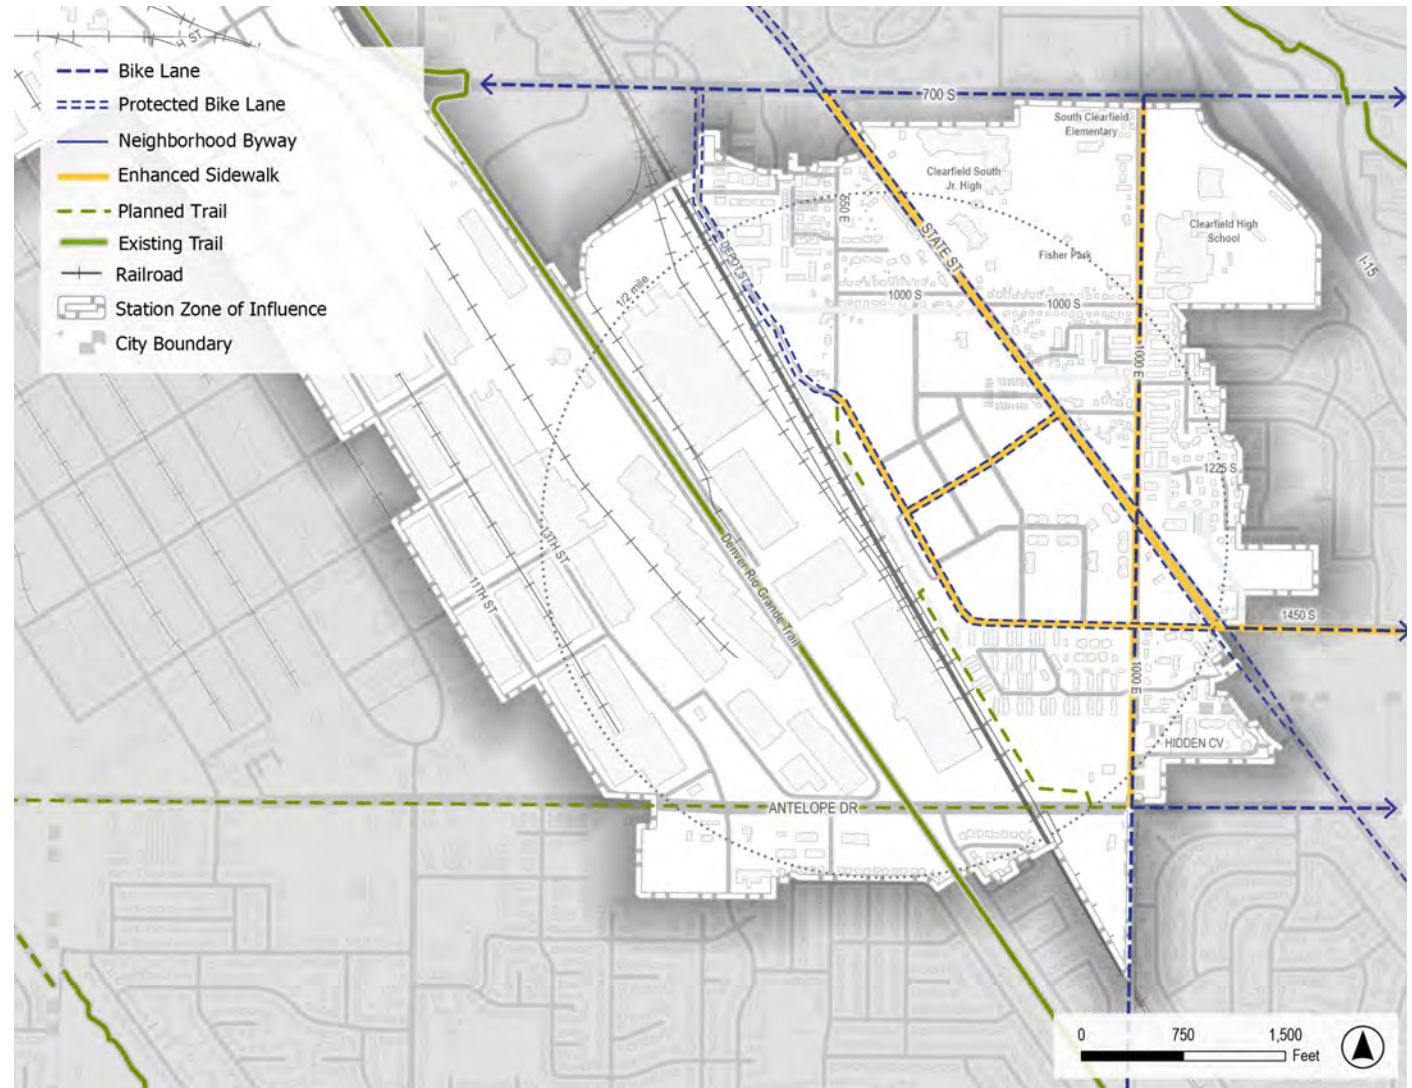 H ST
Bike Lane
Protected Bike Lane
Neighborhood Byway
Enhanced Sidewalk
Planned Trail
Existing Trail
Railroad
Station Zone of Influence
City Boundary
700 S
South Clearfield
Elementary
Clearfield South
Jr. High
650 E
STATE ST
Clearfield High
School
Fisher Park
I-15
DEPOT ST
1/2 mile
1000 S
1000 S
1000 E
1225 S
13TH ST
11TH ST
Denver Rio Grande Trail
1450 S
1000 E
HIDDEN CV
ANTELOPE DR
0 750 1,500
Feet